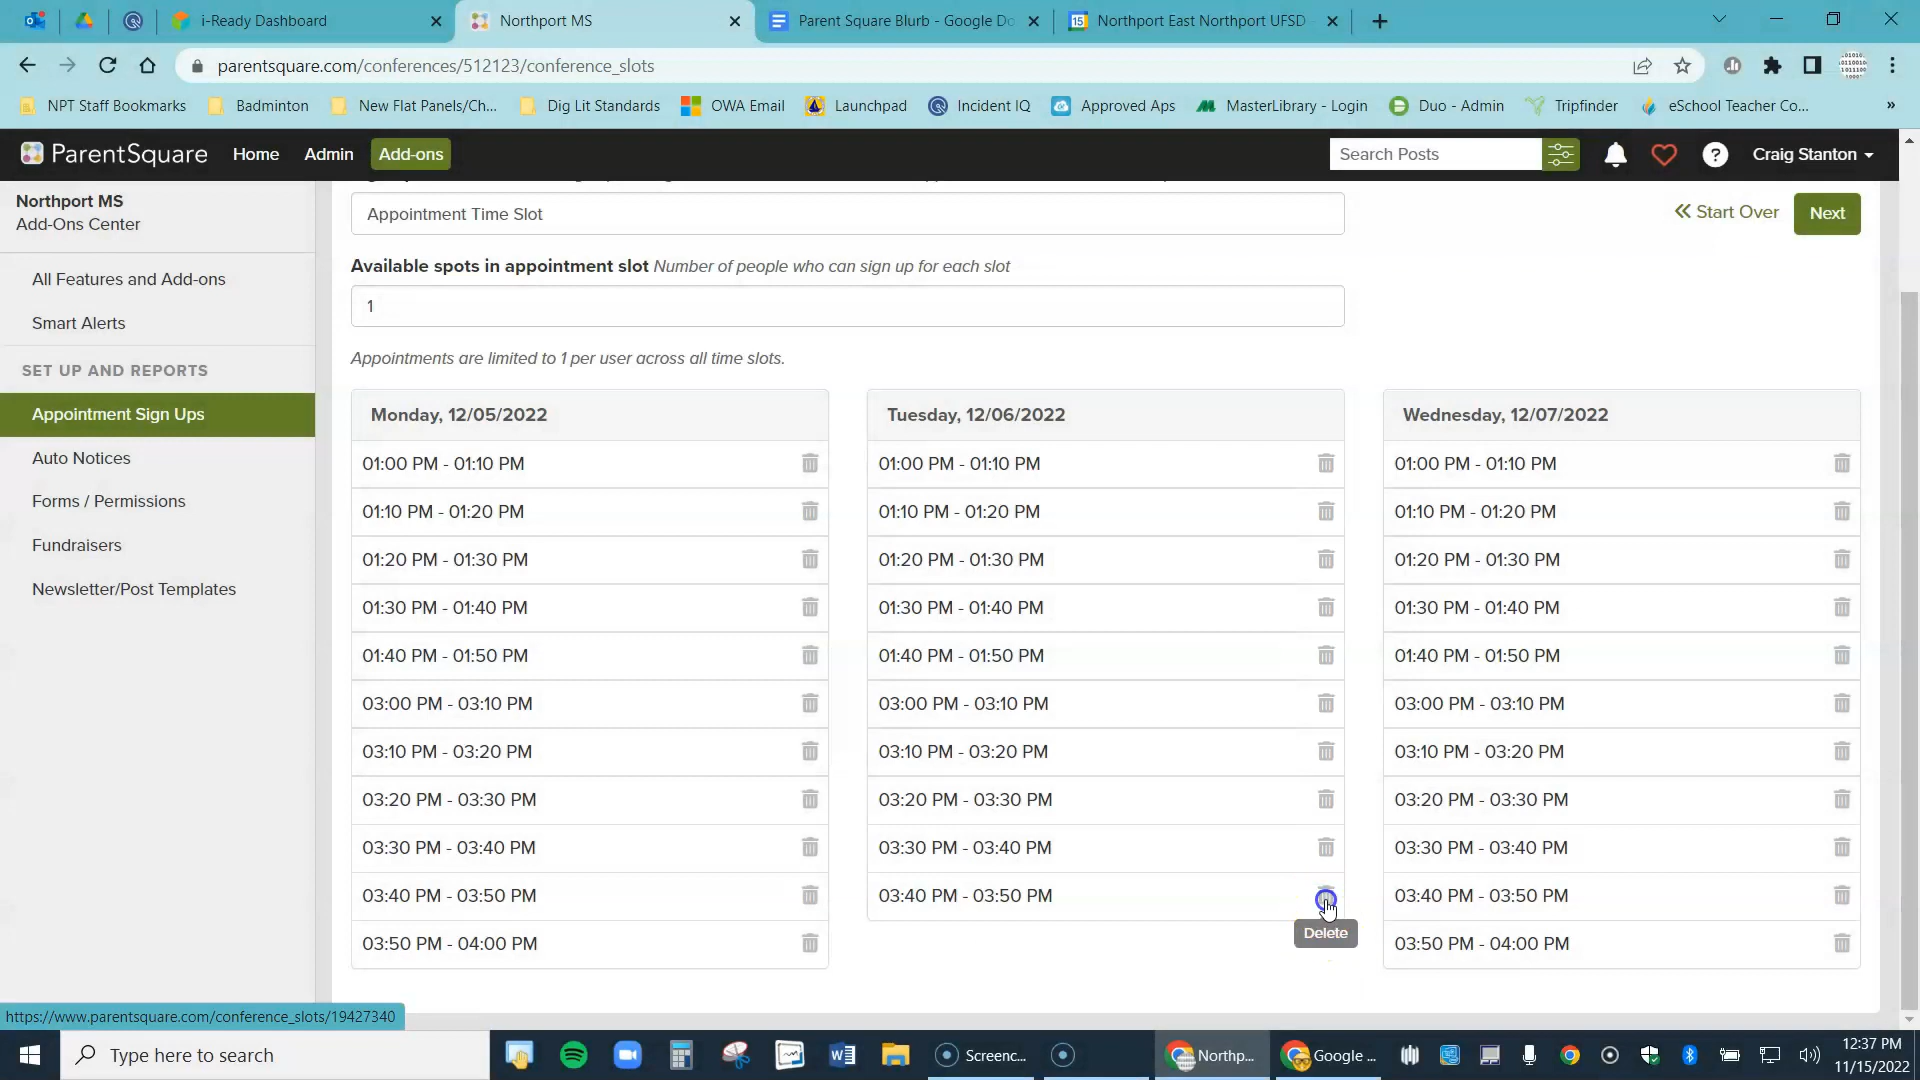 i-Ready Dashboard
Northport MS
Parent Square Blurb - Google Do
15 Northport East Northport UFSD
parentsquare.com/conferences/512123/conference_slots
NPT Staff Bookmarks
Badminton
New Flat Panels/Ch...
Dig Lit Standards
OWA Email
Launchpad
Incident IQ
Approved Aps
MasterLibrary - Login
Duo - Admin
Tripfinder
eSchool Teacher Co...
»
ParentSquare
Home
Admin
Add-ons
Search Posts
Craig Stanton
Northport MS
Add-Ons Center
All Features and Add-ons
Smart Alerts
SET UP AND REPORTS
Appointment Sign Ups
Auto Notices
Forms / Permissions
Fundraisers
Newsletter/Post Templates
Appointment Time Slot
Start Over
Next
Available spots in appointment slot Number of people who can sign up for each slot
1
Appointments are limited to 1 per user across all time slots.
Monday, 12/05/2022
01:00 PM - 01:10 PM
01:10 PM - 01:20 PM
01:20 PM - 01:30 PM
01:30 PM - 01:40 PM
01:40 PM - 01:50 PM
03:00 PM - 03:10 PM
03:10 PM - 03:20 PM
03:20 PM - 03:30 PM
03:30 PM - 03:40 PM
03:40 PM - 03:50 PM
03:50 PM - 04:00 PM
Tuesday, 12/06/2022
01:00 PM - 01:10 PM
01:10 PM - 01:20 PM
01:20 PM - 01:30 PM
01:30 PM - 01:40 PM
01:40 PM - 01:50 PM
03:00 PM - 03:10 PM
03:10 PM - 03:20 PM
03:20 PM - 03:30 PM
03:30 PM - 03:40 PM
03:40 PM - 03:50 PM
Delete
Wednesday, 12/07/2022
01:00 PM - 01:10 PM
01:10 PM - 01:20 PM
01:20 PM - 01:30 PM
01:30 PM - 01:40 PM
01:40 PM - 01:50 PM
03:00 PM - 03:10 PM
03:10 PM - 03:20 PM
03:20 PM - 03:30 PM
03:30 PM - 03:40 PM
03:40 PM - 03:50 PM
03:50 PM - 04:00 PM
https://www.parentsquare.com/conference_slots/19427340
Type here to search
Screenc...
Northp...
Google ...
12:37 PM
11/15/2022